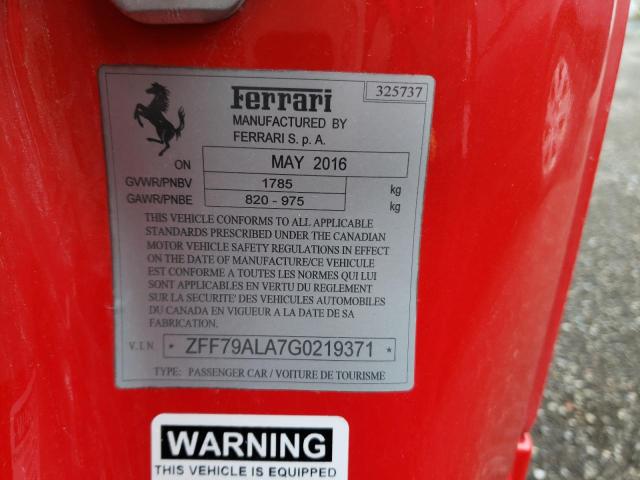 Ferrari
325737
MANUFACTURED BY
FERRARI S. p. A.
ON MAY 2016
GVWR/PNBV 1785 kg
GAWR/PNBE 820 - 975 kg
THIS VEHICLE CONFORMS TO ALL APPLICABLE
STANDARDS PRESCRIBED UNDER THE CANADIAN
MOTOR VEHICLE SAFETY REGULATIONS IN EFFECT
ON THE DATE OF MANUFACTURE/CE VEHICULE
EST CONFORME A TOUTES LES NORMES QUI LUI
SONT APPLICABLES EN VERTU DU REGLEMENT
SUR LA SECURITE' DES VEHICULES AUTOMOBILES
DU CANADA EN VIGUEUR A LA DATE DE SA
FABRICATION.
V.I.N. * ZFF79ALA7G0219371 *
TYPE: PASSENGER CAR / VOITURE DE TOURISME
WARNING
THIS VEHICLE IS EQUIPPED